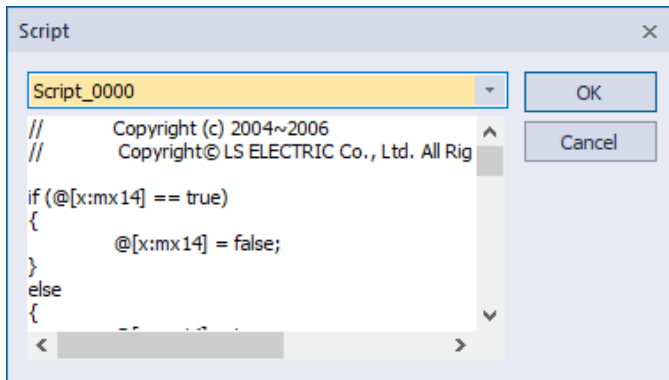 Script
Script_0000
OK
Cancel
// Copyright (c) 2004~2006
// Copyright© LS ELECTRIC Co., Ltd. All Rig
if (@[x:mx14] == true)
{
@[x:mx14] = false;
}
else
{